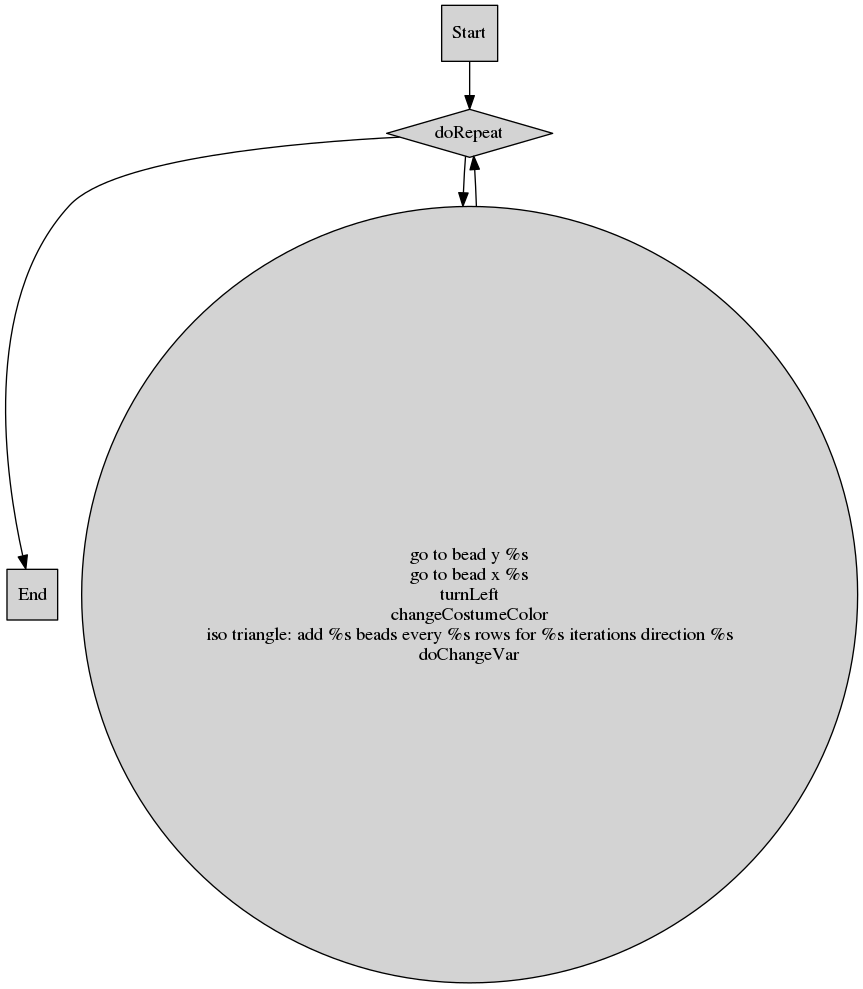 Start
doRepeat
go to bead y %s
go to bead x %s
turnLeft
changeCostumeColor
iso triangle: add %s beads every %s rows for %s iterations direction %s
doChangeVar
End